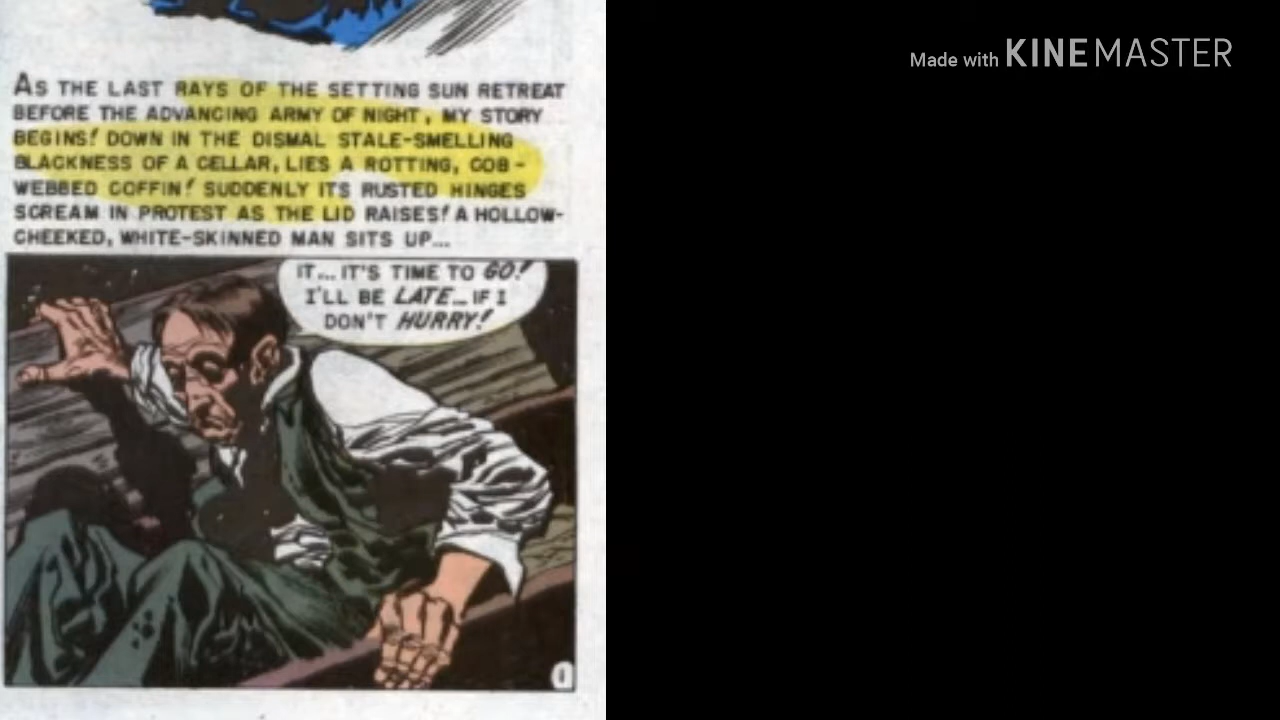 Made with KINEMASTER
AS THE LAST RAYS OF THE SETTING SUN RETREAT
BEFORE THE ADVANCING ARMY OF NIGHT, MY STORY
BEGINS! DOWN IN THE DISMAL STALE-SMELLING
BLACKNESS OF A CELLAR, LIES A ROTTING, COB-
WEBBED COFFIN! SUDDENLY ITS RUSTED HINGES
SCREAM IN PROTEST AS THE LID RAISES! A HOLLOW-
CHEEKED, WHITE-SKINNED MAN SITS UP...
IT... IT'S TIME TO GO!
I'LL BE LATE... IF I
DON'T HURRY!
1